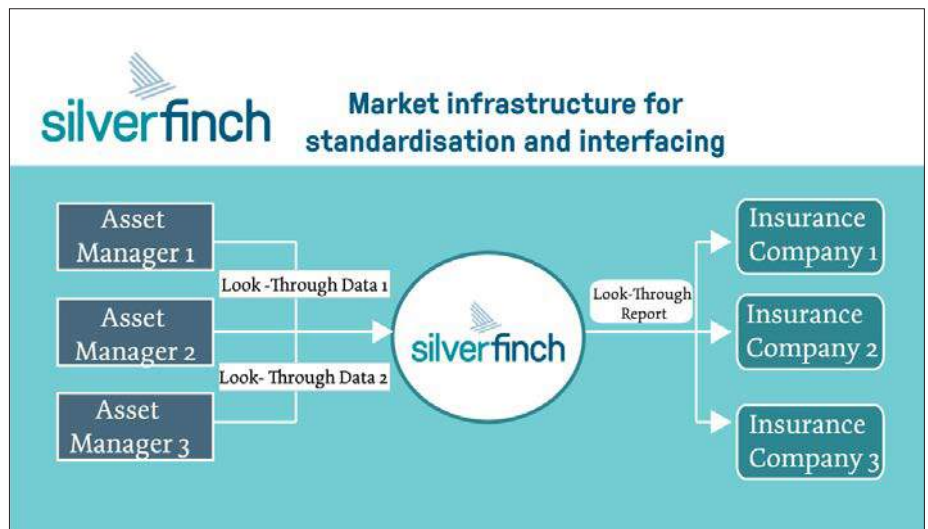 silverfinch
Market infrastructure for
standardisation and interfacing
Asset
Manager 1
Look -Through Data 1
Asset
Manager 2
Look- Through Data 2
Asset
Manager 3
silverfinch
Look-Through
Report
Insurance
Company 1
Insurance
Company 2
Insurance
Company 3